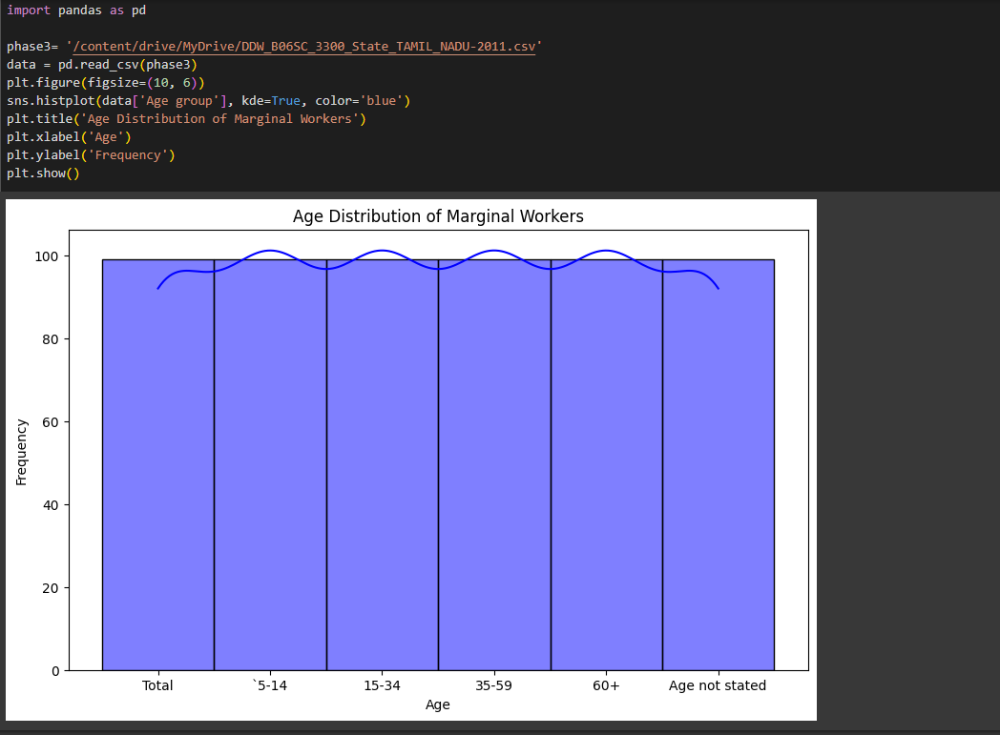 import pandas as pd
phase3= '/content/drive/MyDrive/DDW_B06SC_3300_State_TAMIL_NADU-2011.csv'
data = pd.read_csv(phase3)
plt.figure(figsize=(10, 6))
sns.histplot(data['Age group'], kde=True, color='blue')
plt.title('Age Distribution of Marginal Workers')
plt.xlabel('Age')
plt.ylabel('Frequency')
plt.show()
Age Distribution of Marginal Workers
100
80
60
40
20
0
Frequency
Total `5-14 15-34 35-59 60+ Age not stated
Age